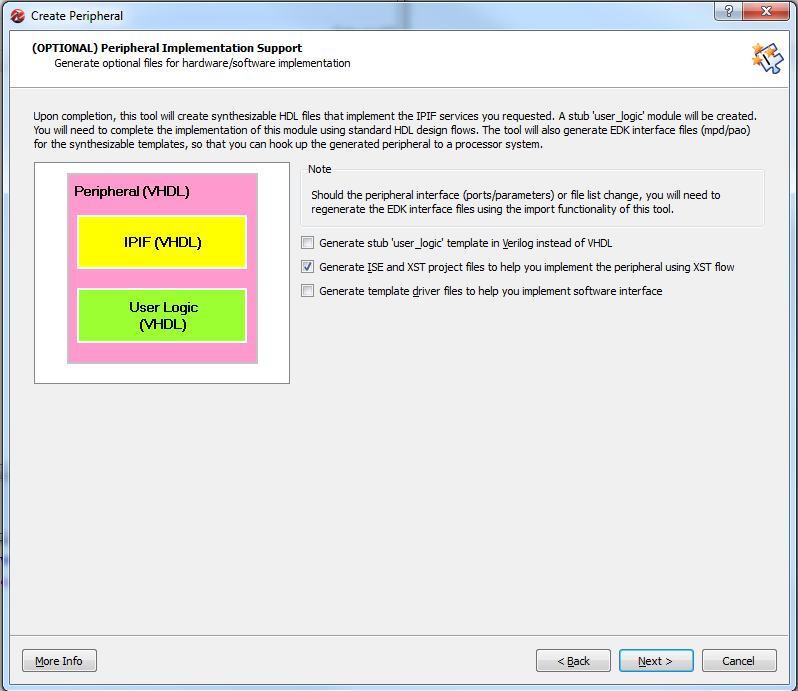 Create Peripheral
?
(OPTIONAL) Peripheral Implementation Support
Generate optional files for hardware/software implementation
Upon completion, this tool will create synthesizable HDL files that implement the IPIF services you requested. A stub 'user_logic' module will be created.
You will need to complete the implementation of this module using standard HDL design flows. The tool will also generate EDK interface files (mpd/pao)
for the synthesizable templates, so that you can hook up the generated peripheral to a processor system.
Peripheral (VHDL)
IPIF (VHDL)
User Logic
(VHDL)
Note
Should the peripheral interface (ports/parameters) or file list change, you will need to
regenerate the EDK interface files using the import functionality of this tool.
Generate stub 'user_logic' template in Verilog instead of VHDL
Generate ISE and XST project files to help you implement the peripheral using XST flow
Generate template driver files to help you implement software interface
More Info
< Back
Next >
Cancel